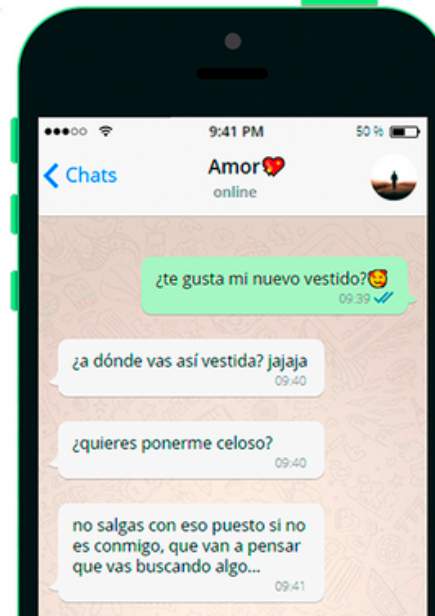 9:41 PM
50 %
Chats
Amor💘
online
¿te gusta mi nuevo vestido?🥰
09:39
¿a dónde vas así vestida? jajaja
09:40
¿quieres ponerme celoso?
09:40
no salgas con eso puesto si no
es conmigo, que van a pensar
que vas buscando algo...
09:41